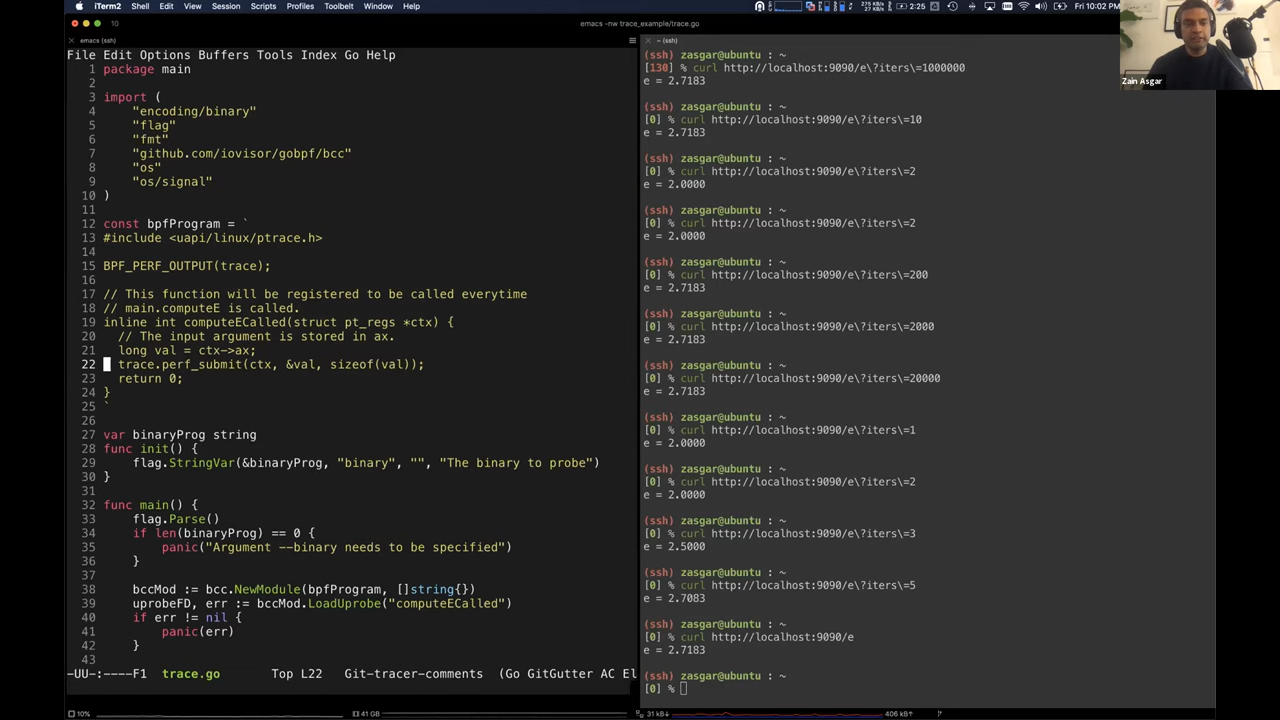 iTerm2 Shell Edit View Session Scripts Profiles Toolbelt Window Help
275 KB/s
27 KB/s
2:25
Fri 10:02 PM
10
emacs -nw trace_example/trace.go
emacs (ssh)
File Edit Options Buffers Tools Index Go Help
1 package main
2
3 import (
4 "encoding/binary"
5 "flag"
6 "fmt"
7 "github.com/iovisor/gobpf/bcc"
8 "os"
9 "os/signal"
10 )
11
12 const bpfProgram = `
13 #include <uapi/linux/ptrace.h>
14
15 BPF_PERF_OUTPUT(trace);
16
17 // This function will be registered to be called everytime
18 // main.computeE is called.
19 inline int computeECalled(struct pt_regs *ctx) {
20 // The input argument is stored in ax.
21 long val = ctx->ax;
22 trace.perf_submit(ctx, &val, sizeof(val));
23 return 0;
24 }
25 `
26
27 var binaryProg string
28 func init() {
29 flag.StringVar(&binaryProg, "binary", "", "The binary to probe")
30 }
31
32 func main() {
33 flag.Parse()
34 if len(binaryProg) == 0 {
35 panic("Argument --binary needs to be specified")
36 }
37
38 bccMod := bcc.NewModule(bpfProgram, []string{})
39 uprobeFD, err := bccMod.LoadUprobe("computeECalled")
40 if err != nil {
41 panic(err)
42 }
43
-UU-:----F1 trace.go Top L22 Git-tracer-comments (Go GitGutter AC El
~ (ssh)
(ssh) zasgar@ubuntu : ~
[130] % curl http://localhost:9090/e\?iters\=1000000
e = 2.7183
(ssh) zasgar@ubuntu : ~
[0] % curl http://localhost:9090/e\?iters\=10
e = 2.7183
(ssh) zasgar@ubuntu : ~
[0] % curl http://localhost:9090/e\?iters\=2
e = 2.0000
(ssh) zasgar@ubuntu : ~
[0] % curl http://localhost:9090/e\?iters\=2
e = 2.0000
(ssh) zasgar@ubuntu : ~
[0] % curl http://localhost:9090/e\?iters\=200
e = 2.7183
(ssh) zasgar@ubuntu : ~
[0] % curl http://localhost:9090/e\?iters\=2000
e = 2.7183
(ssh) zasgar@ubuntu : ~
[0] % curl http://localhost:9090/e\?iters\=20000
e = 2.7183
(ssh) zasgar@ubuntu : ~
[0] % curl http://localhost:9090/e\?iters\=1
e = 2.0000
(ssh) zasgar@ubuntu : ~
[0] % curl http://localhost:9090/e\?iters\=2
e = 2.0000
(ssh) zasgar@ubuntu : ~
[0] % curl http://localhost:9090/e\?iters\=3
e = 2.5000
(ssh) zasgar@ubuntu : ~
[0] % curl http://localhost:9090/e\?iters\=5
e = 2.7083
(ssh) zasgar@ubuntu : ~
[0] % curl http://localhost:9090/e
e = 2.7183
(ssh) zasgar@ubuntu : ~
[0] %
10% 41 GB 31 kB↓ 406 kB↑
Zain Asgar